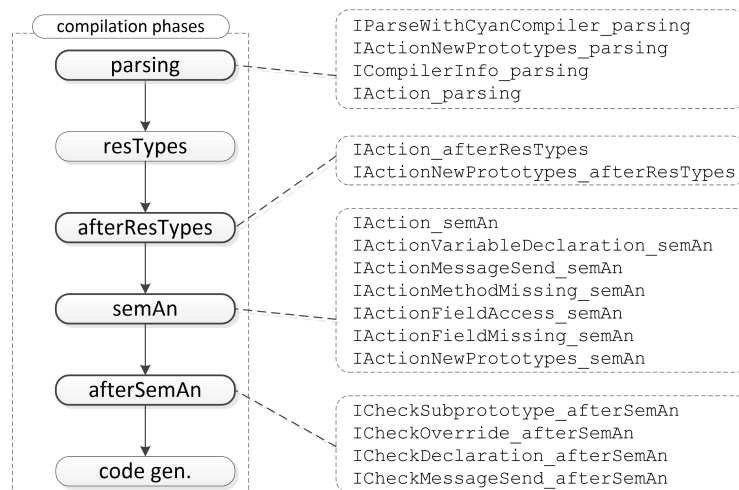 compilation phases
parsing
resTypes
afterResTypes
semAn
afterSemAn
code gen.
IParseWithCyanCompiler_parsing
IActionNewPrototypes_parsing
ICompilerInfo_parsing
IAction_parsing
IAction_afterResTypes
IActionNewPrototypes_afterResTypes
IAction_semAn
IActionVariableDeclaration_semAn
IActionMessageSend_semAn
IActionMethodMissing_semAn
IActionFieldAccess_semAn
IActionFieldMissing_semAn
IActionNewPrototypes_semAn
ICheckSubprototype_afterSemAn
ICheckOverride_afterSemAn
ICheckDeclaration_afterSemAn
ICheckMessageSend_afterSemAn